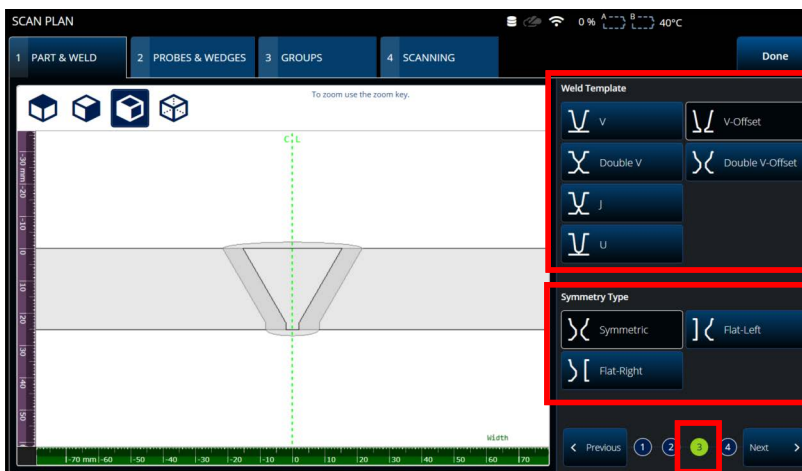 SCAN PLAN
0 % A B 40°C
1 PART & WELD 2 PROBES & WEDGES 3 GROUPS 4 SCANNING Done
To zoom use the zoom key.
Weld Template
V V-Offset
Double V Double V-Offset
J
U
Symmetry Type
Symmetric Flat-Left
Flat-Right
C L
-30 mm -20 -10 0 10 20 30 40 50
Width
-70 mm -60 -50 -40 -30 -20 -10 0 10 20 30 40 50 60 70
< Previous 1 2 3 4 Next >